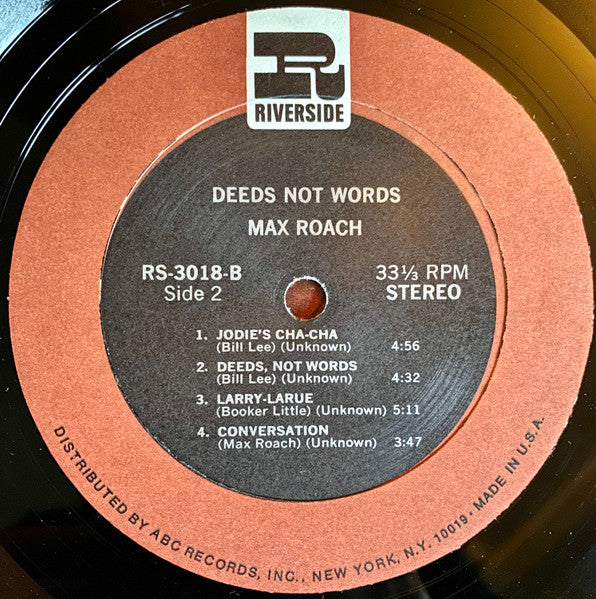 R
RIVERSIDE
DEEDS NOT WORDS
MAX ROACH
RS-3018-B 33⅓ RPM
Side 2 STEREO
1. JODIE'S CHA-CHA
(Bill Lee) (Unknown) 4:56
2. DEEDS, NOT WORDS
(Bill Lee) (Unknown) 4:32
3. LARRY-LARUE
(Booker Little) (Unknown) 5:11
4. CONVERSATION
(Max Roach) (Unknown) 3:47
DISTRIBUTED BY ABC RECORDS, INC., NEW YORK, N.Y. 10019 • MADE IN U.S.A.